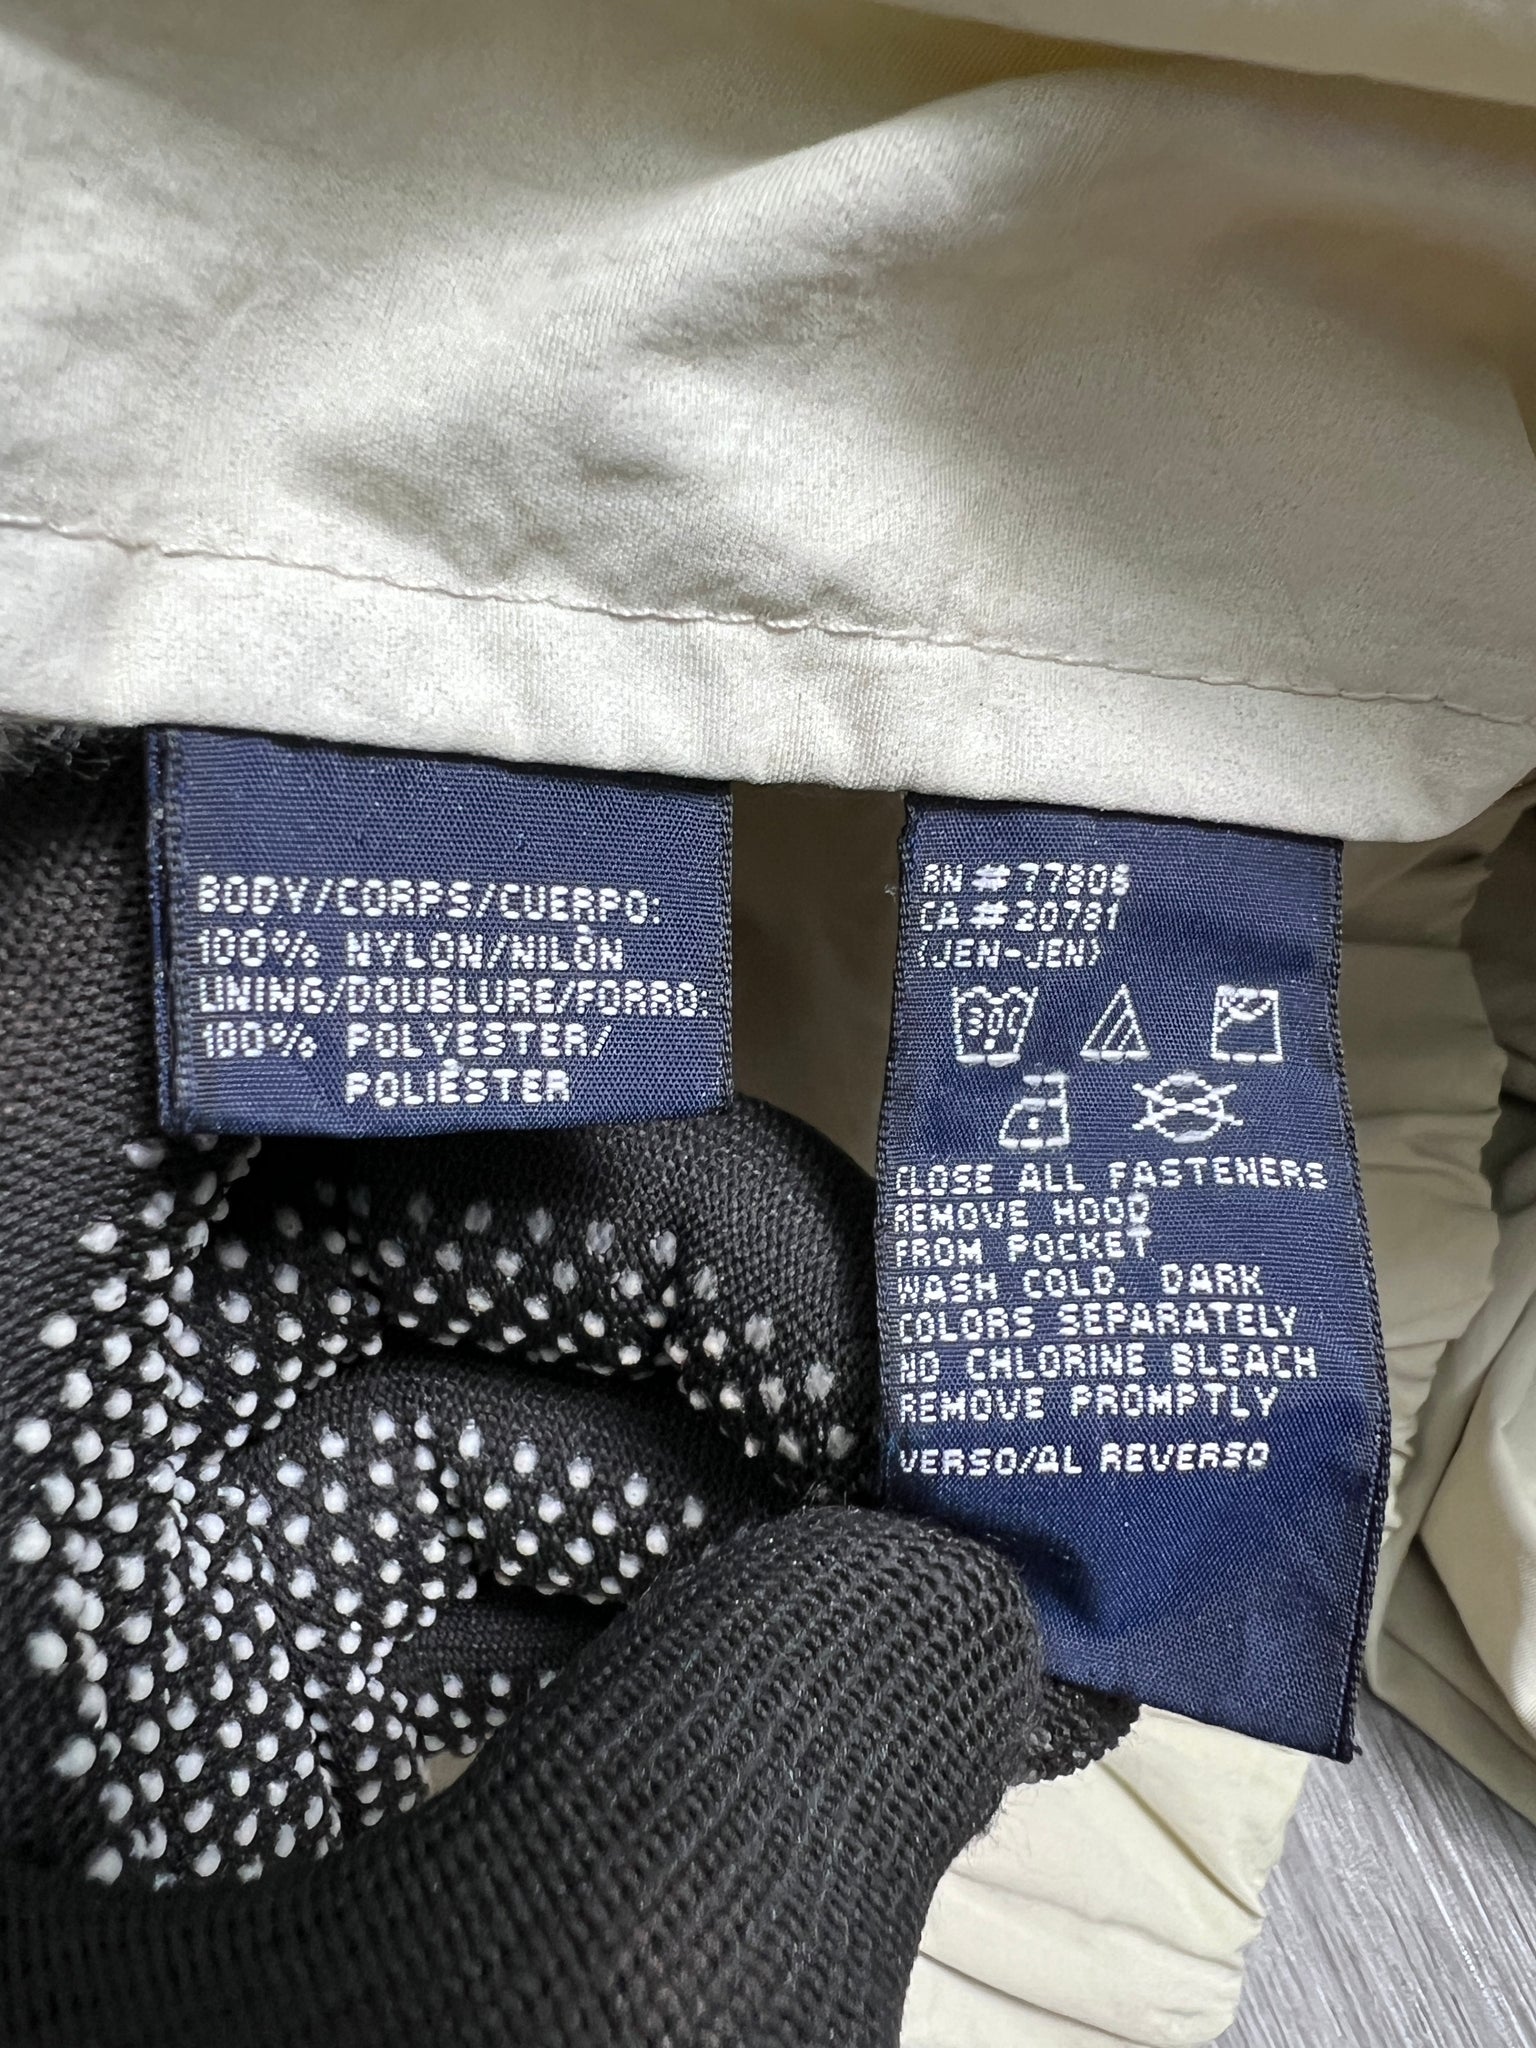 BODY/CORPS/CUERPO:
100% NYLON/NILÓN
LINING/DOUBLURE/FORRO:
100% POLYESTER/
POLIÉSTER
RN #77806
CA #20781
(JEN-JEN)
30C
CLOSE ALL FASTENERS
REMOVE HOOD
FROM POCKET
WASH COLD, DARK
COLORS SEPARATELY
NO CHLORINE BLEACH
REMOVE PROMPTLY
VERSO/AL REVERSO